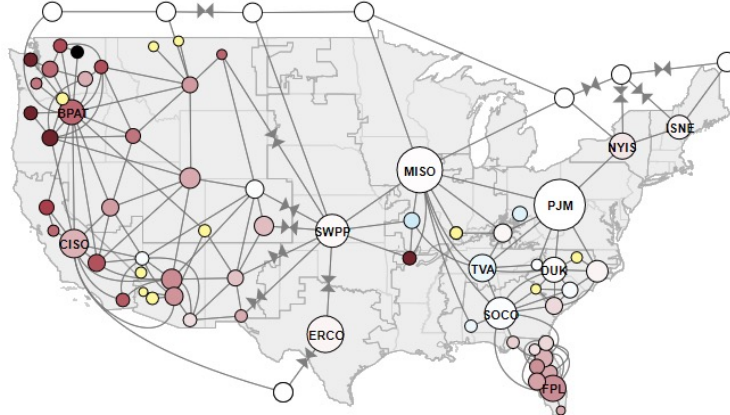 BPAT
ISNE
NYIS
MISO
PJM
SWPP
CISO
TVA
DUK
SOCO
ERCO
FPL